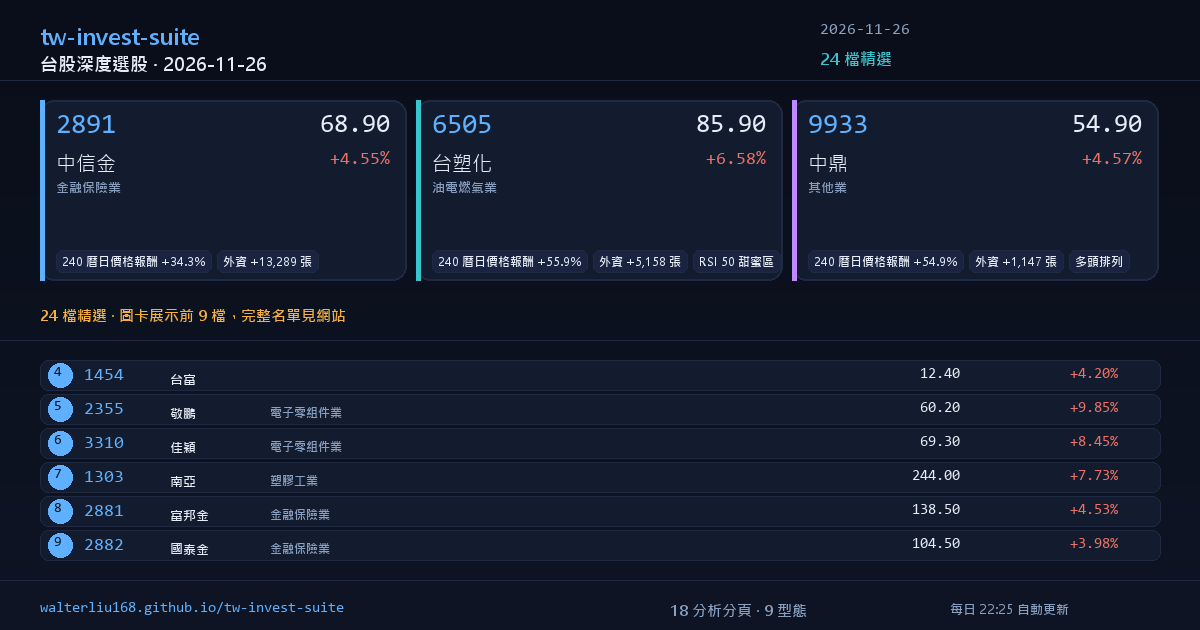 tw-invest-suite
台股深度選股 · 2026-11-26
2026-11-26
24 檔精選
2891 68.90
中信金 +4.55%
金融保險業
240 曆日價格報酬 +34.3% 外資 +13,289 張
6505 85.90
台塑化 +6.58%
油電燃氣業
240 曆日價格報酬 +55.9% 外資 +5,158 張 RSI 50 甜蜜區
9933 54.90
中鼎 +4.57%
其他業
240 曆日價格報酬 +54.9% 外資 +1,147 張 多頭排列
24 檔精選 · 圖卡展示前 9 檔，完整名單見網站
4 1454 台富 12.40 +4.20%
5 2355 敬鵬 電子零組件業 60.20 +9.85%
6 3310 佳穎 電子零組件業 69.30 +8.45%
7 1303 南亞 塑膠工業 244.00 +7.73%
8 2881 富邦金 金融保險業 138.50 +4.53%
9 2882 國泰金 金融保險業 104.50 +3.98%
walterliu168.github.io/tw-invest-suite
18 分析分頁 · 9 型態
每日 22:25 自動更新